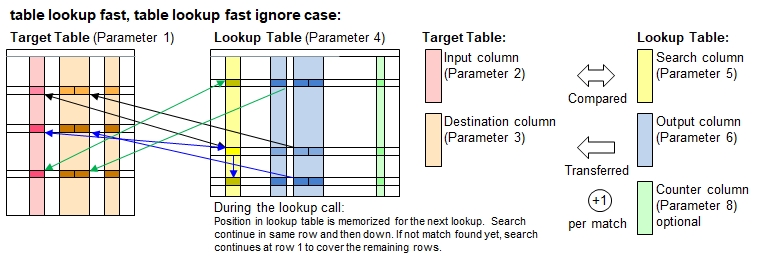 table lookup fast, table lookup fast ignore case:
Target Table (Parameter 1)
Lookup Table (Parameter 4)
Target Table:
Lookup Table:
Input column
(Parameter 2)
Search column
(Parameter 5)
Compared
Destination column
(Parameter 3)
Output column
(Parameter 6)
Transferred
+1
per match
Counter column
(Parameter 8)
optional
During the lookup call:
Position in lookup table is memorized for the next lookup. Search
continue in same row and then down. If not match found yet, search
continues at row 1 to cover the remaining rows.